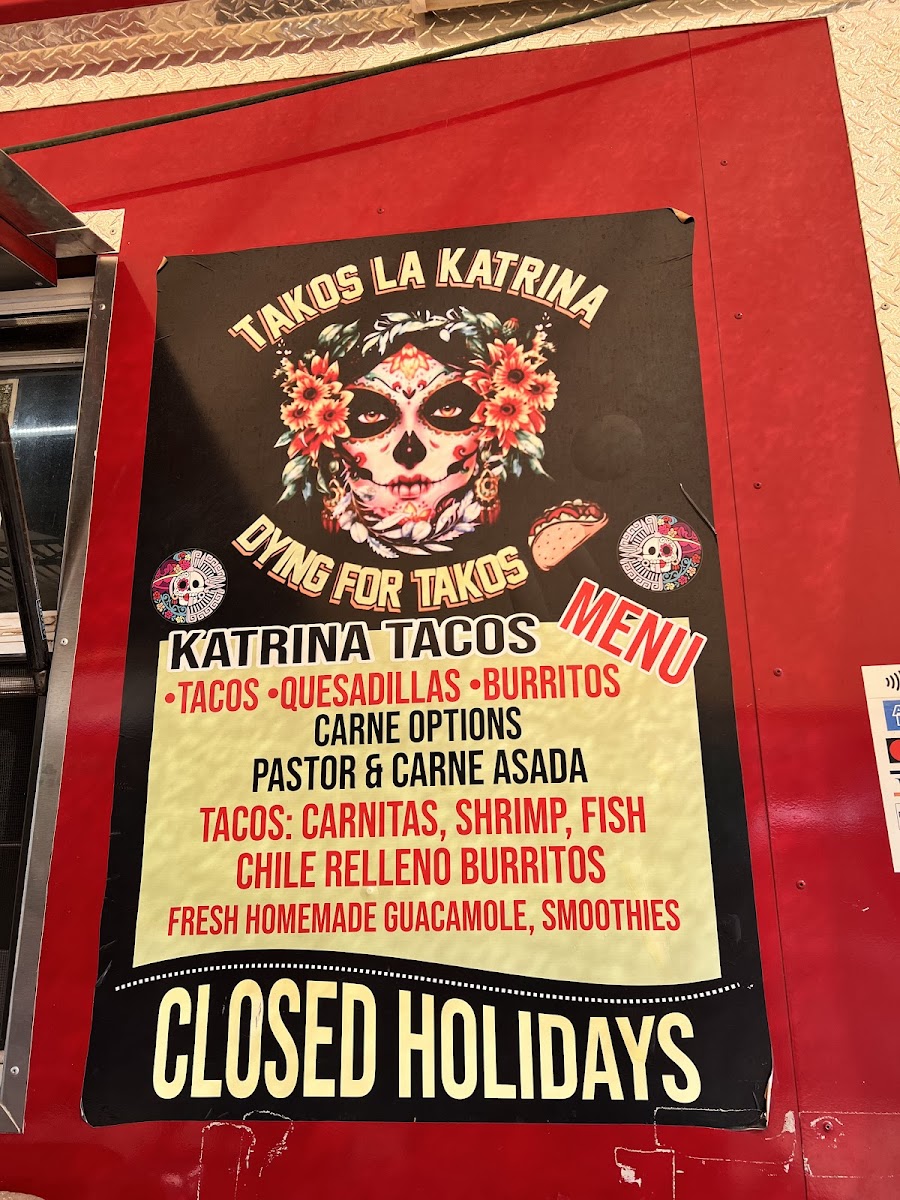 TAKOS LA KATRINA
DYING FOR TAKOS
MENU
KATRINA TACOS
•TACOS •QUESADILLAS •BURRITOS
CARNE OPTIONS
PASTOR & CARNE ASADA
TACOS: CARNITAS, SHRIMP, FISH
CHILE RELLENO BURRITOS
FRESH HOMEMADE GUACAMOLE, SMOOTHIES
CLOSED HOLIDAYS